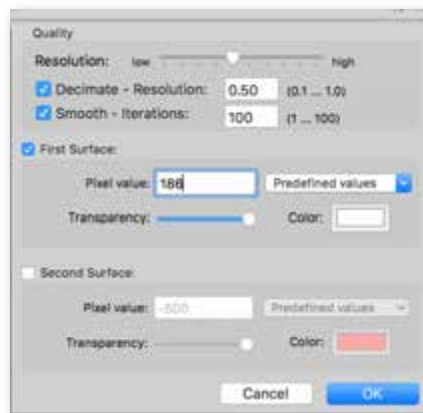 Quality
Resolution: low high
Decimate - Resolution: 0.50 (0.1 ... 1.0)
Smooth - Iterations: 100 (1 ... 100)
First Surface:
Pixel value: 186 Predefined values
Transparency: Color:
Second Surface:
Pixel value: -500 Predefined values
Transparency: Color:
Cancel OK